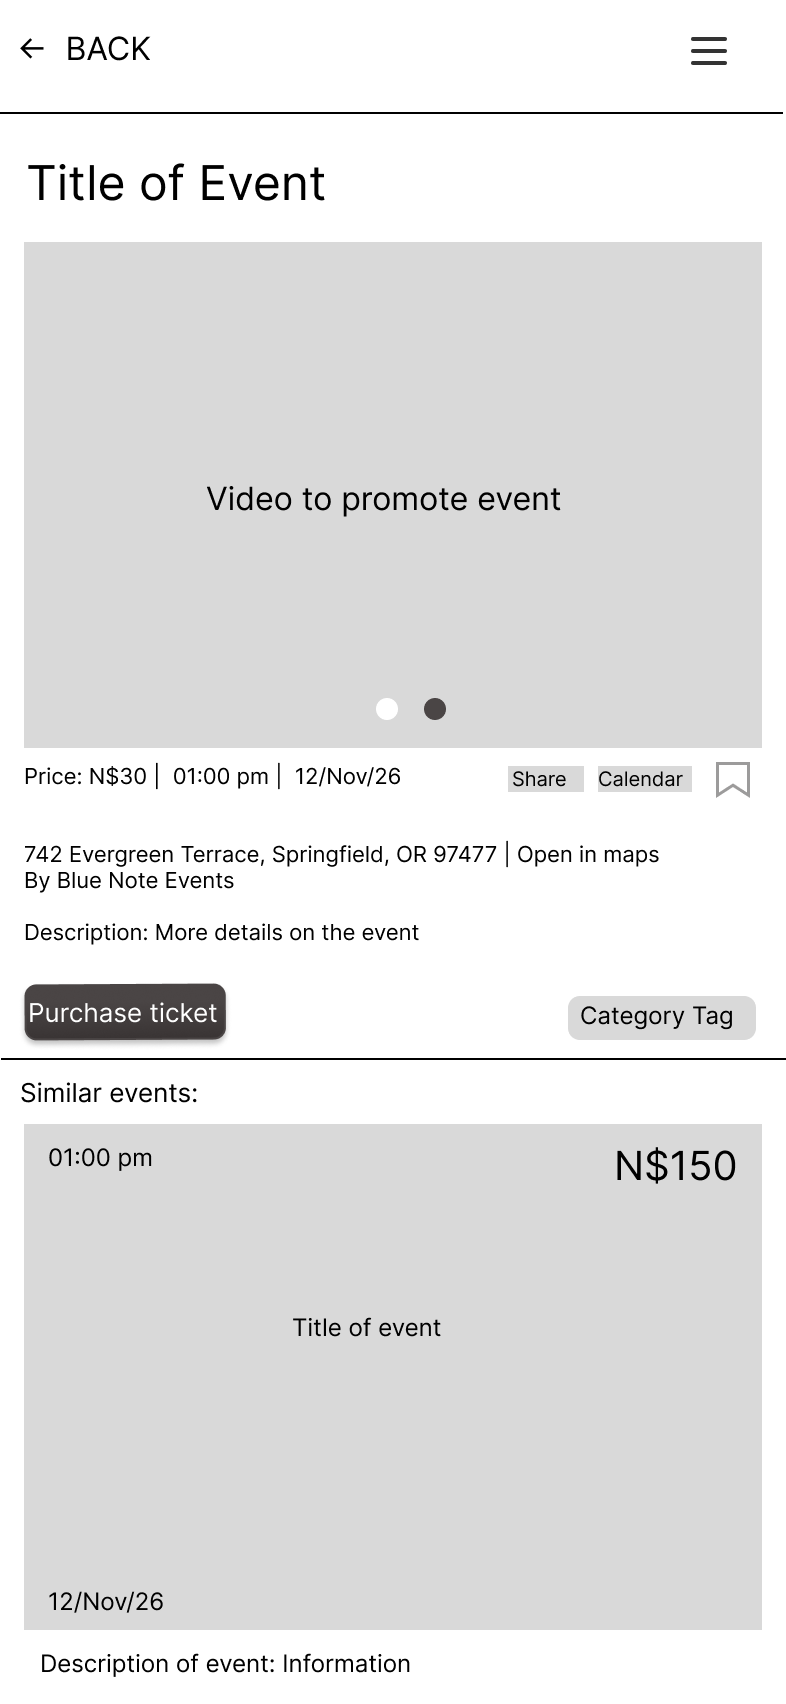 BACK
Title of Event
Video to promote event
Price: N$30 | 01:00 pm | 12/Nov/26
Share
Calendar
742 Evergreen Terrace, Springfield, OR 97477 | Open in maps
By Blue Note Events
Description: More details on the event
Purchase ticket
Category Tag
Similar events:
01:00 pm
N$150
Title of event
12/Nov/26
Description of event: Information